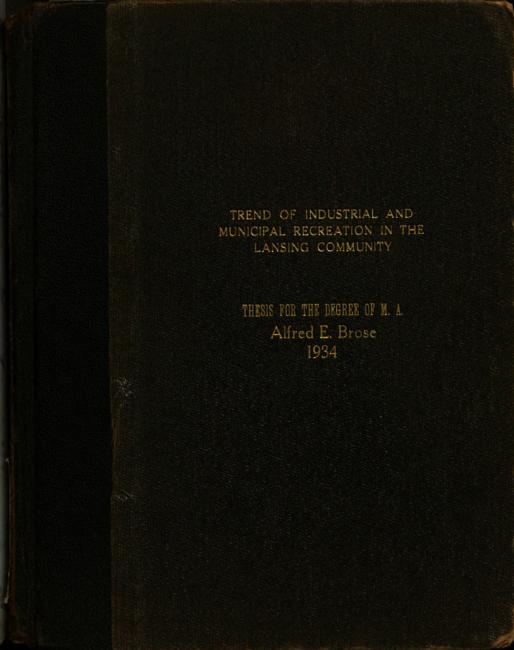 TREND OF INDUSTRIAL AND
MUNICIPAL RECREATION IN THE
LANSING COMMUNITY
THESIS FOR THE DEGREE OF M. A.
Alfred E. Brose
1934